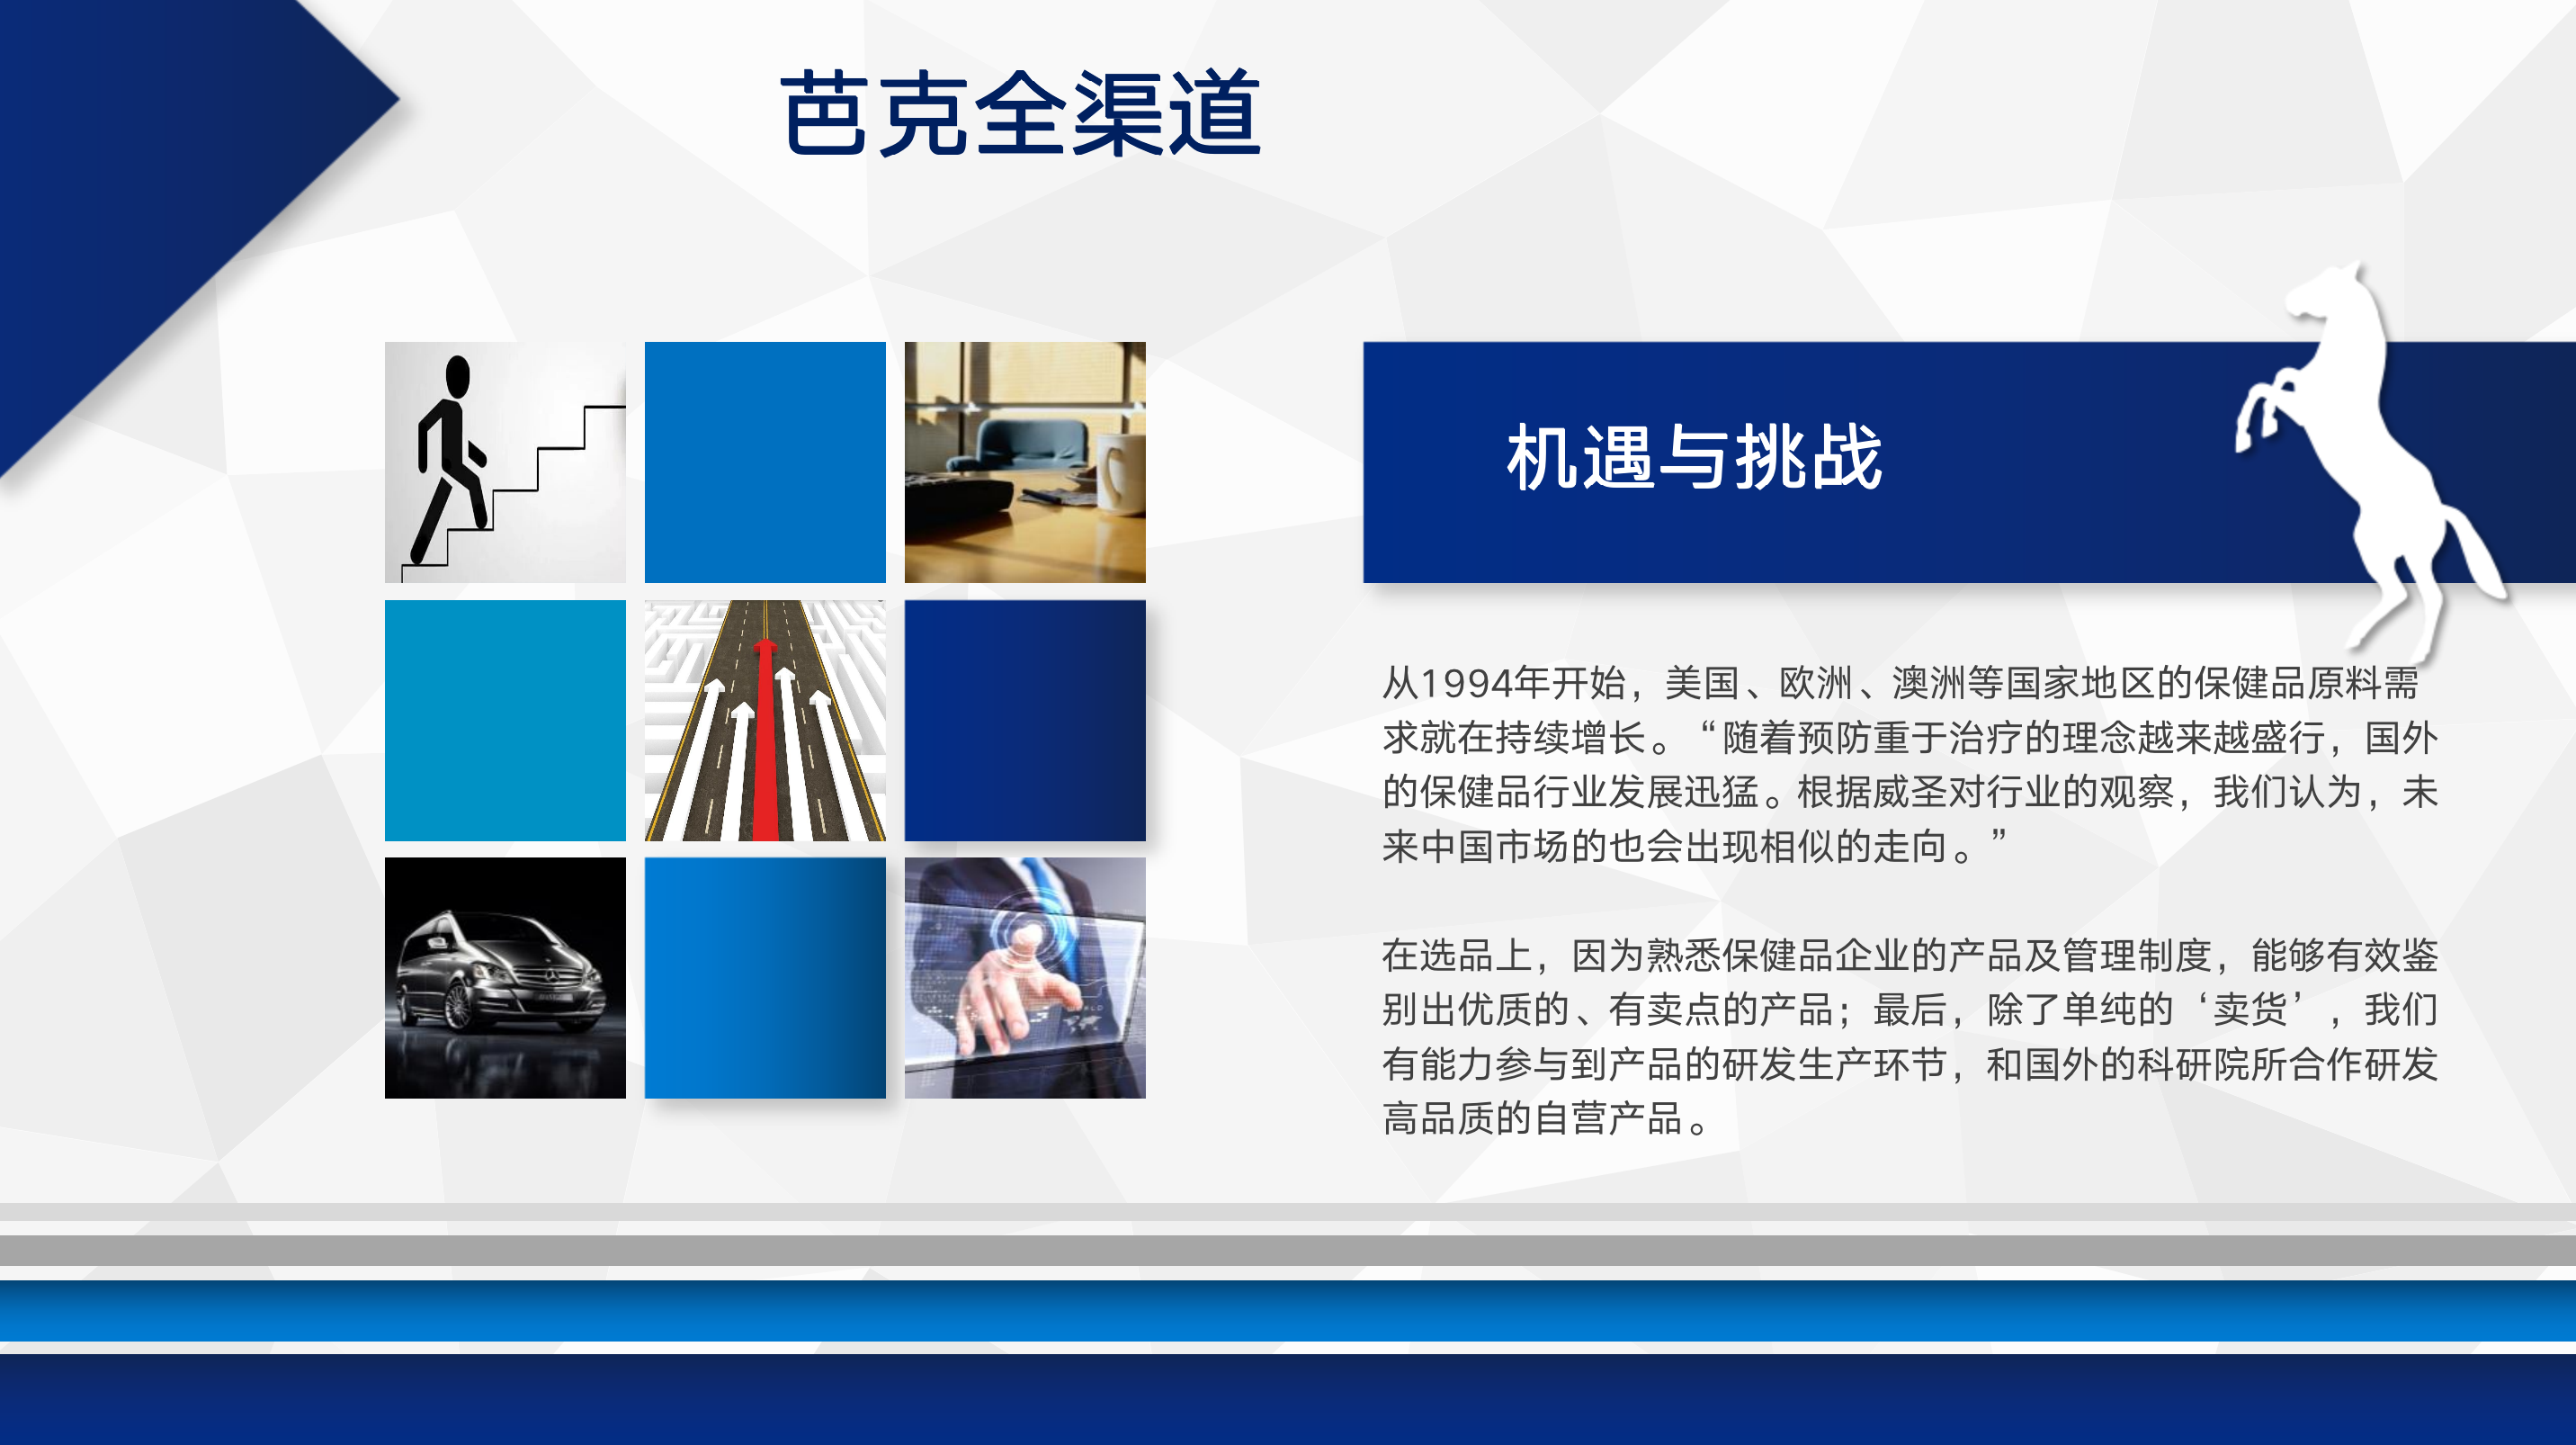 芭克全渠道
机遇与挑战
从1994年开始，美国、欧洲、澳洲等国家地区的保健品原料需
求就在持续增长。“随着预防重于治疗的理念越来越盛行，国外
的保健品行业发展迅猛。根据威圣对行业的观察，我们认为，未
来中国市场的也会出现相似的走向。”
在选品上，因为熟悉保健品企业的产品及管理制度，能够有效鉴
别出优质的、有卖点的产品；最后，除了单纯的‘卖货’，我们
有能力参与到产品的研发生产环节，和国外的科研院所合作研发
高品质的自营产品。